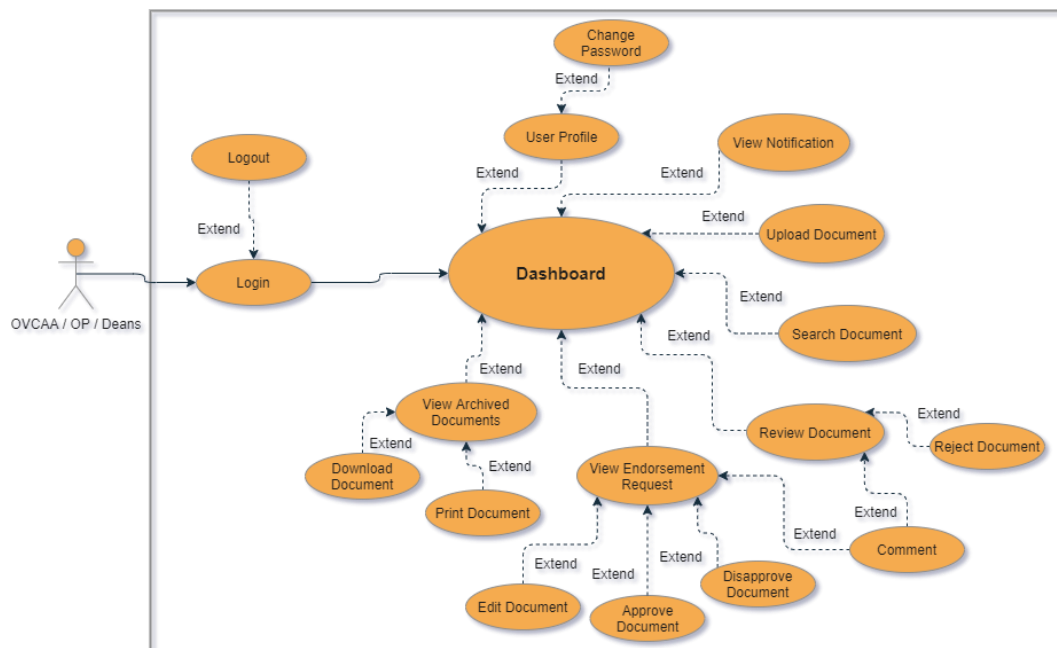 Change
Password
Extend
User Profile
View Notification
Logout
Extend
Extend
Extend
Upload Document
Extend
Login
Dashboard
OVCAA / OP / Deans
Extend
Search Document
Extend
Extend
Extend
View Archived
Documents
Extend
Review Document
Extend
Reject Document
Download
Document
Extend
View Endorsement
Request
Print Document
Extend
Extend
Extend
Comment
Extend
Extend
Extend
Disapprove
Document
Edit Document
Approve
Document